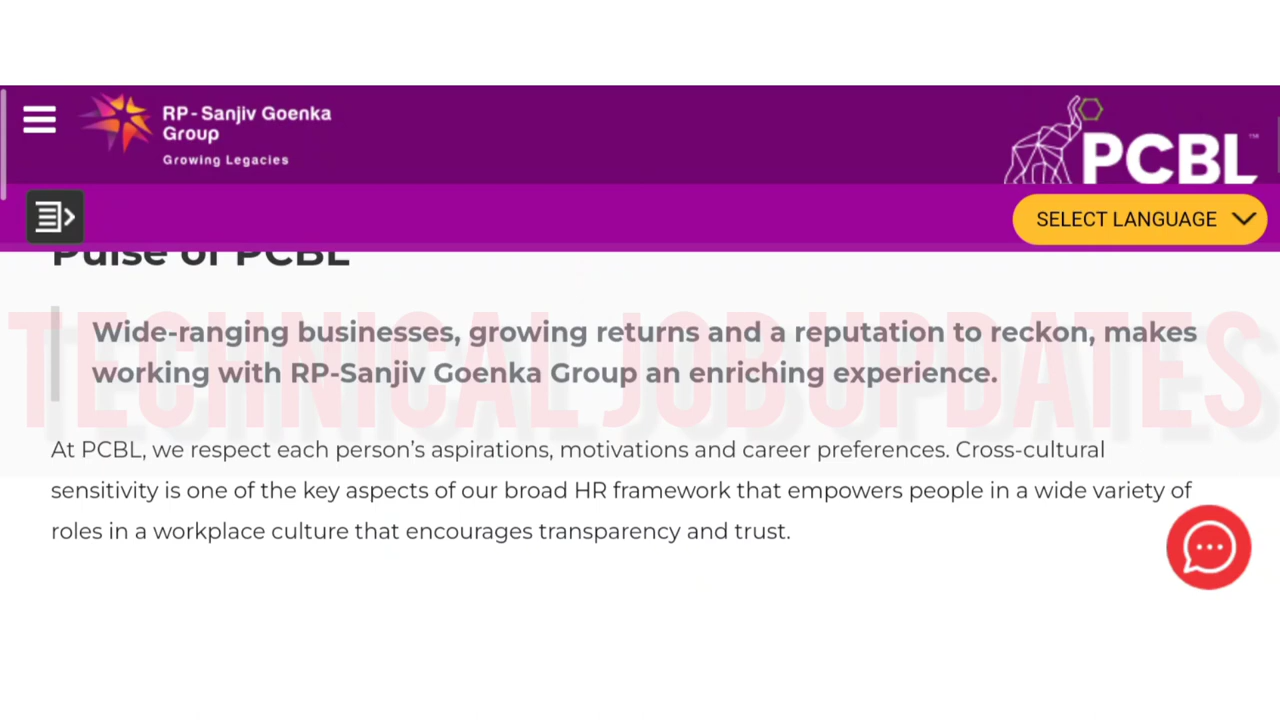 RP-Sanjiv Goenka
Group
Growing Legacies
PCBL™
SELECT LANGUAGE
Pulse of PCBL
Wide-ranging businesses, growing returns and a reputation to reckon, makes
working with RP-Sanjiv Goenka Group an enriching experience.
TECHNICAL JOB UPDATES
At PCBL, we respect each person’s aspirations, motivations and career preferences. Cross-cultural
sensitivity is one of the key aspects of our broad HR framework that empowers people in a wide variety of
roles in a workplace culture that encourages transparency and trust.